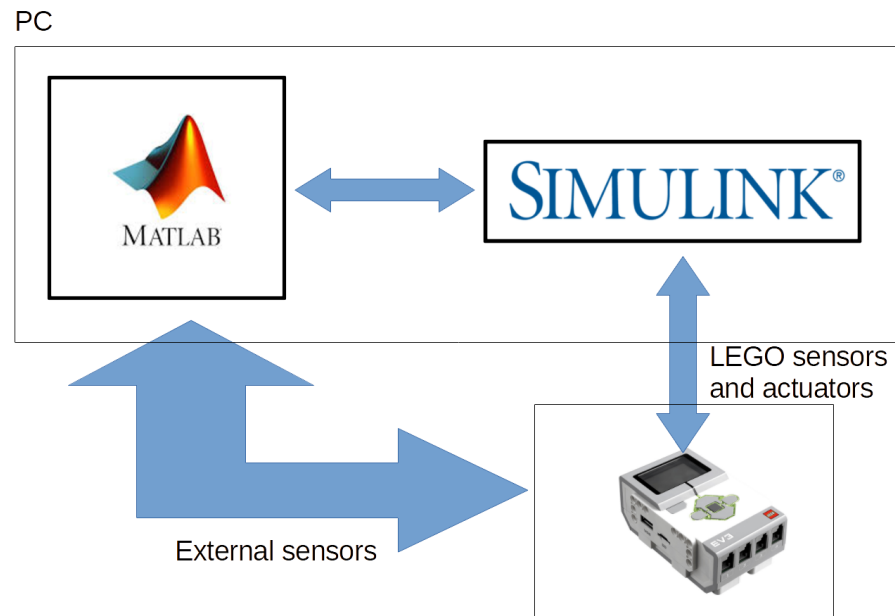 PC
MATLAB
SIMULINK®
LEGO sensors
and actuators
EV3
External sensors